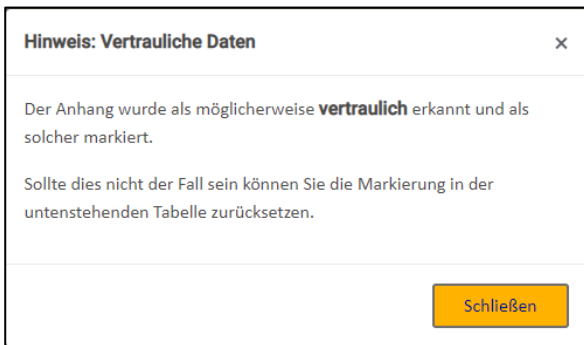 Hinweis: Vertrauliche Daten ×
Der Anhang wurde als möglicherweise vertraulich erkannt und als
solcher markiert.
Sollte dies nicht der Fall sein können Sie die Markierung in der
untenstehenden Tabelle zurücksetzen.
Schließen